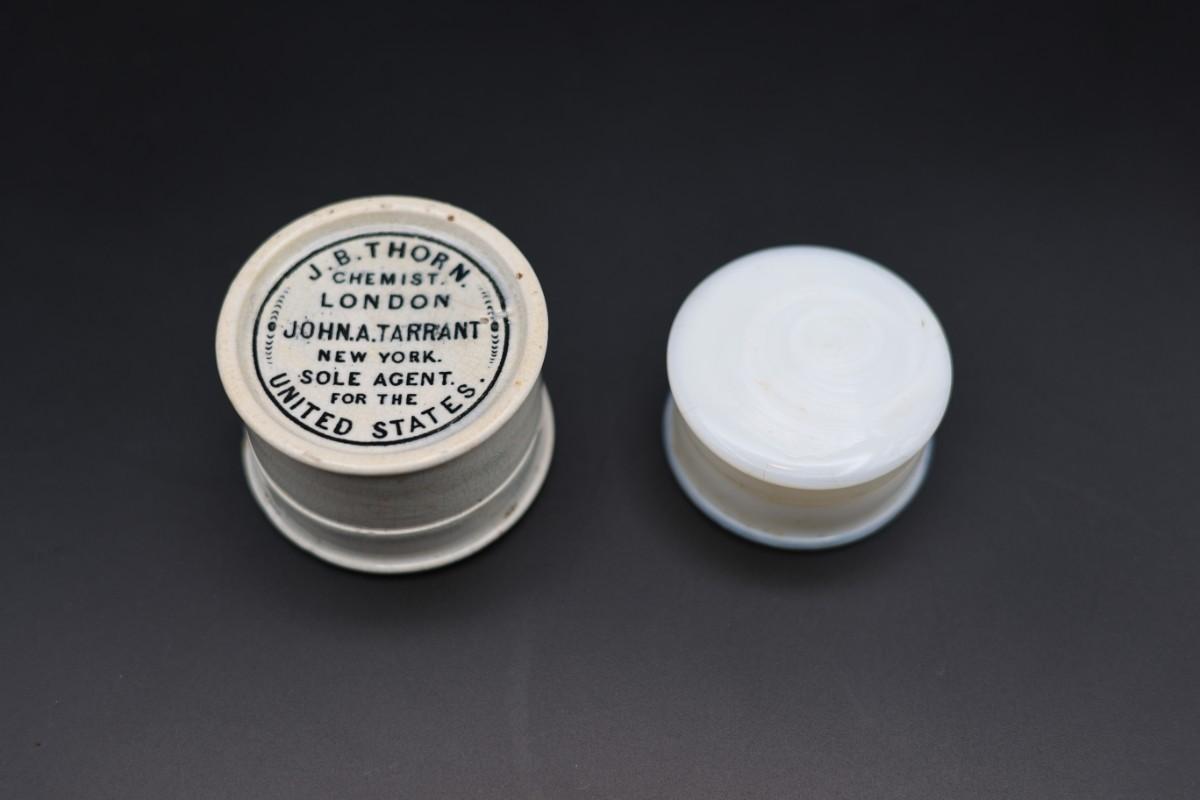 J.B.THORN.
CHEMIST.
LONDON
JOHN.A.TARRANT
NEW YORK.
SOLE AGENT.
FOR THE
UNITED STATES.